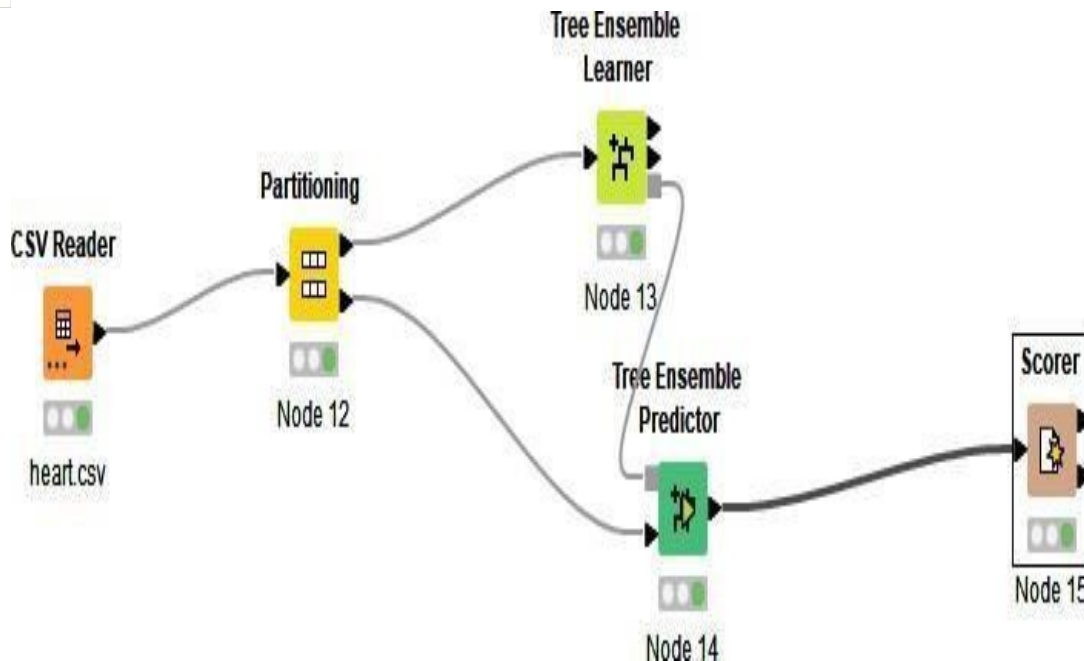 Tree Ensemble
Learner
Partitioning
CSV Reader
Node 13
Tree Ensemble
Predictor
Scorer
Node 12
heart.csv
Node 15
Node 14